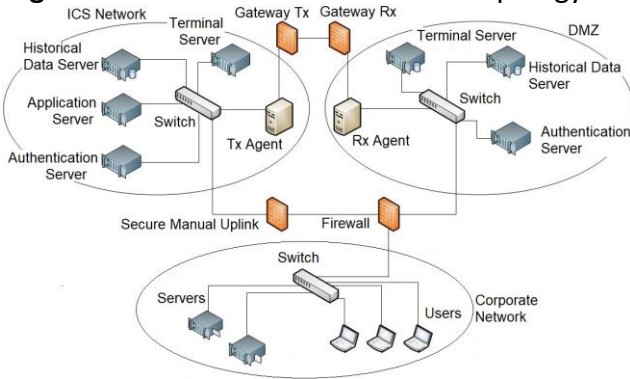 ICS Network
Terminal
Server
Gateway Tx
Gateway Rx
Terminal Server
DMZ
Historical
Data Server
Historical Data
Server
Application
Server
Switch
Switch
Tx Agent
Rx Agent
Authentication
Server
Authentication
Server
Secure Manual Uplink
Firewall
Switch
Servers
Users
Corporate
Network